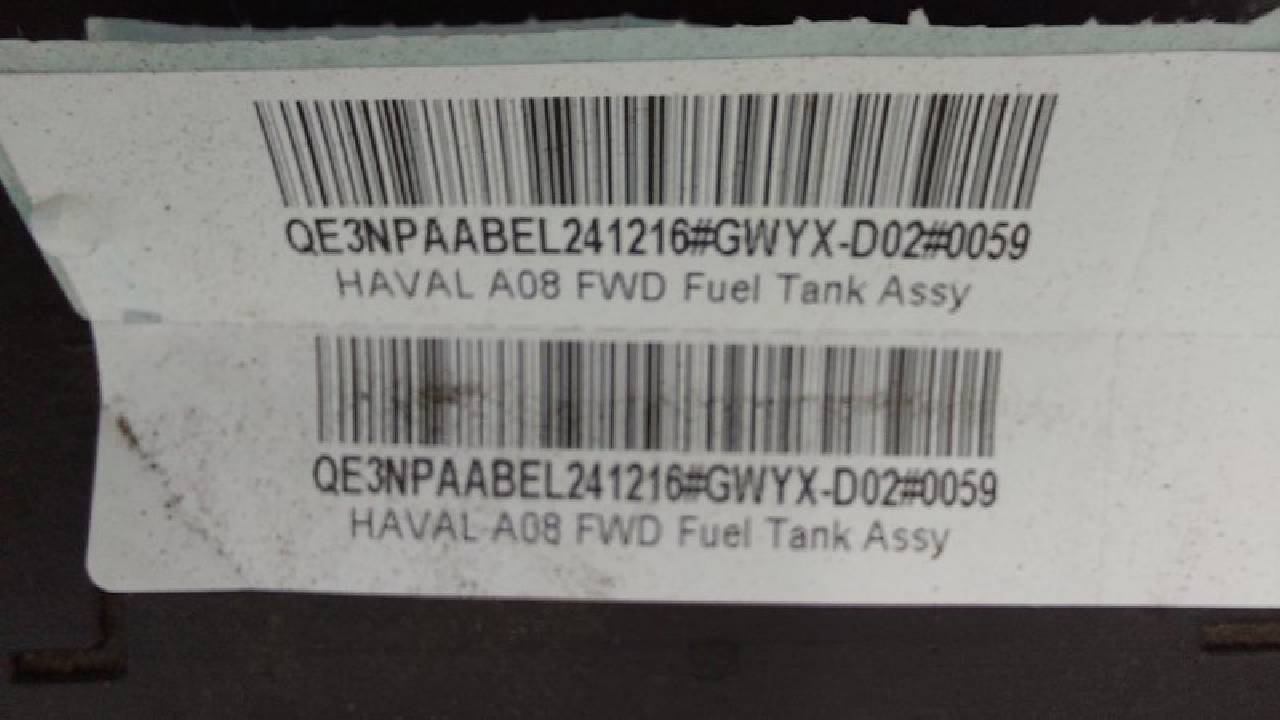 QE3NPAABEL241216#GWYX-D02#0059
HAVAL A08 FWD Fuel Tank Assy
QE3NPAABEL241216#GWYX-D02#0059
HAVAL A08 FWD Fuel Tank Assy